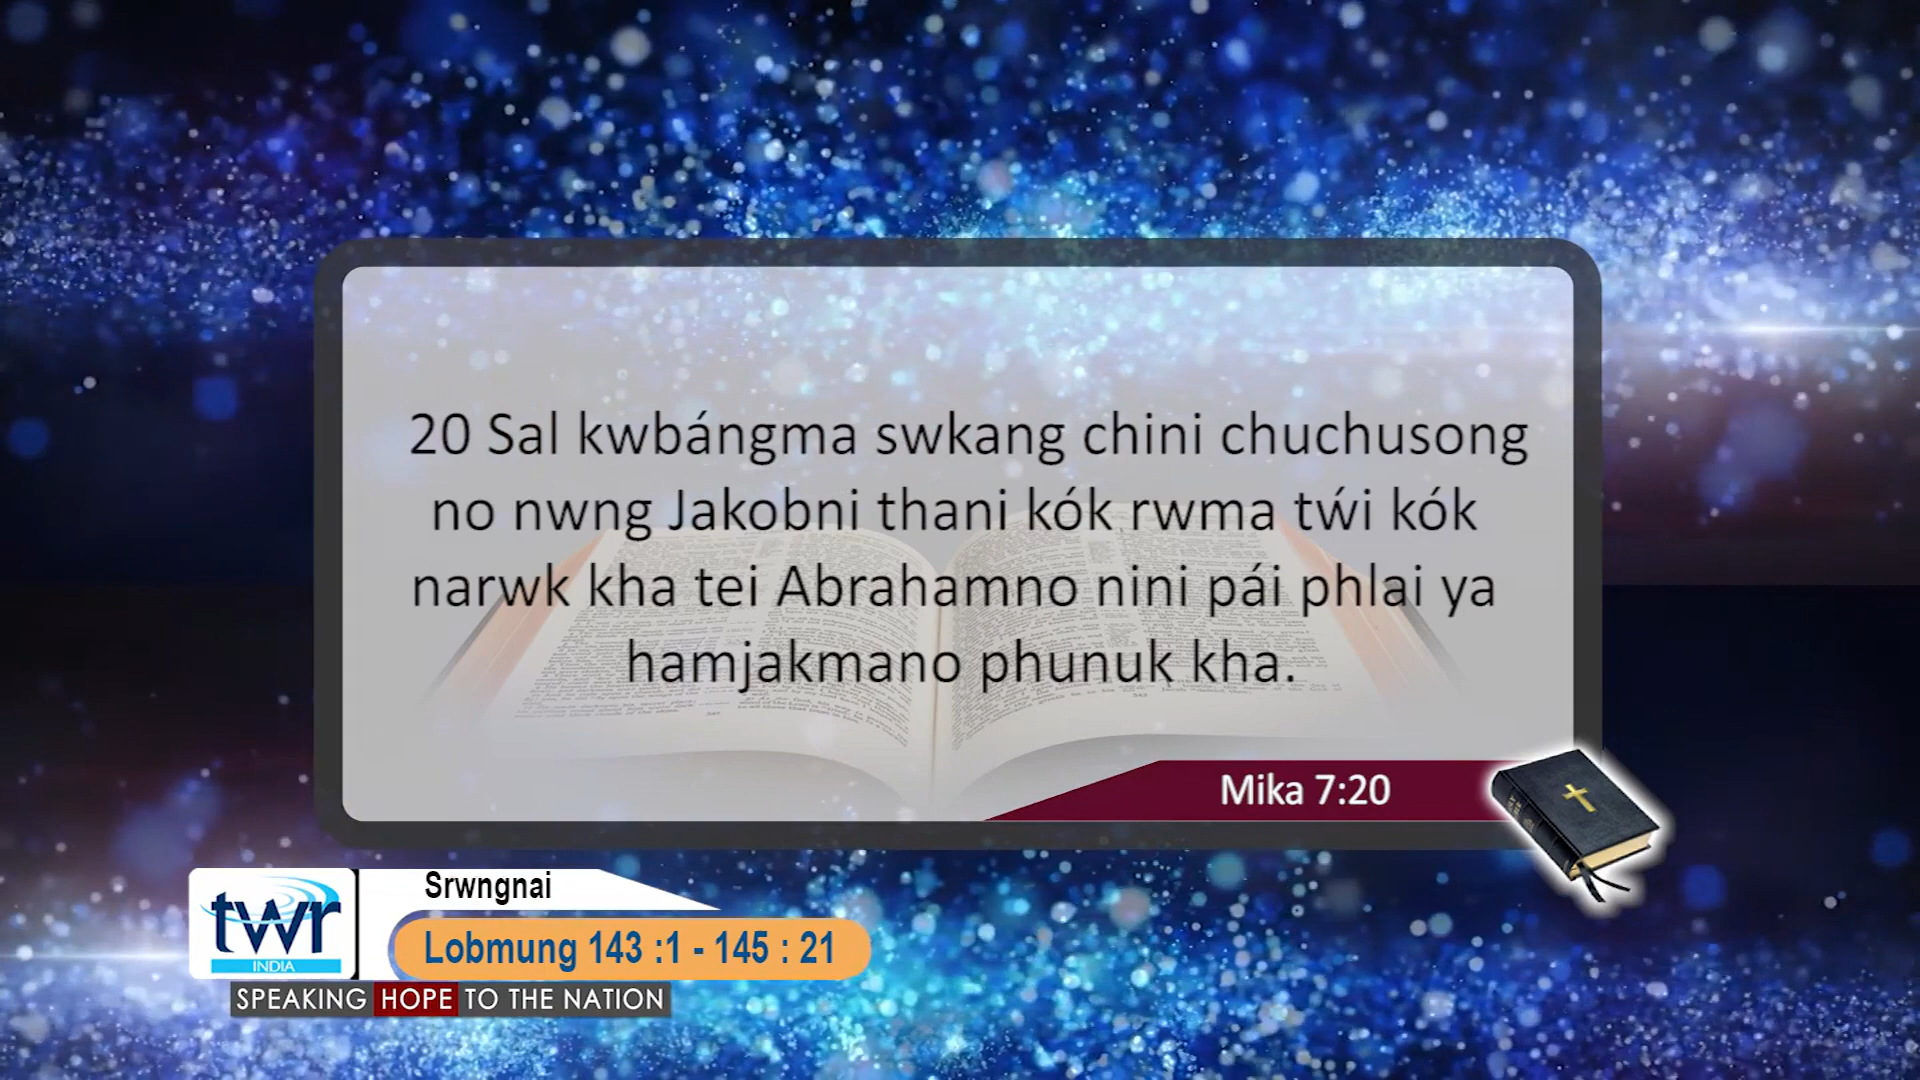 20 Sal kwbángma swkang chini chuchusong
no nwng Jakobni thani kók rwma tẃi kók
narwk kha tei Abrahamno nini pái phlai ya
hamjakmano phunuk kha.
Mika 7:20
Srwngnai
Lobmung 143 :1 - 145 : 21
twr
INDIA
SPEAKING HOPE TO THE NATION